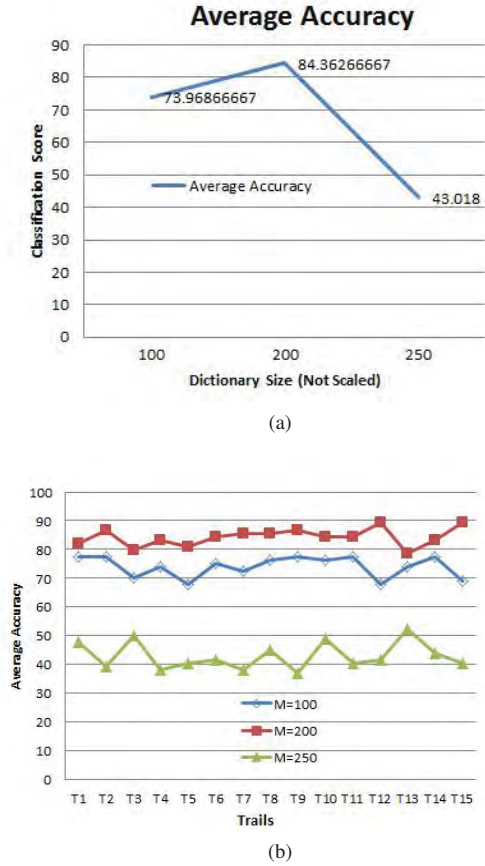 Average Accuracy
90
80
70
60
50
40
30
20
10
0
Classification Score
73.96866667
84.36266667
43.018
Average Accuracy
100 200 250
Dictionary Size (Not Scaled)
(a)
100
90
80
70
60
50
40
30
20
10
0
Average Accuracy
M=100
M=200
M=250
T1 T2 T3 T4 T5 T6 T7 T8 T9 T10 T11 T12 T13 T14 T15
Trails
(b)